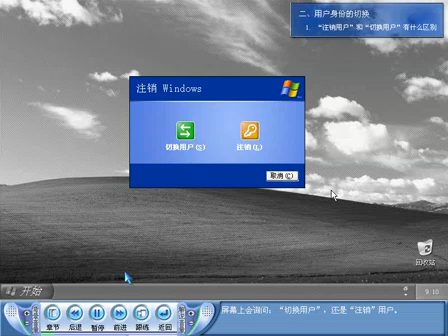 二、用户身份的切换
1. “注销用户”和“切换用户”有什么区别
注销 Windows
切换用户(S)
注销(L)
取消(C)
回收站
开始
9:10
章节
后退
暂停
前进
跟练
返回
屏幕上会询问：“切换用户”，还是“注销”用户。